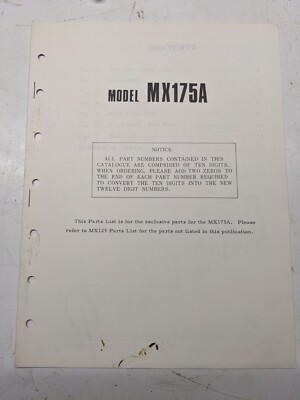 MODEL MX175A
NOTICE
ALL PART NUMBERS CONTAINED IN THIS
CATALOGUE ARE COMPRISED OF TEN DIGITS.
WHEN ORDERING, PLEASE ADD TWO ZEROS TO
THE END OF EACH PART NUMBER REQUIRED
TO CONVERT THE TEN DIGITS INTO THE NEW
TWELVE DIGIT NUMBERS.
This Parts List is for the exclusive parts for the MX175A. Please
refer to MX125 Parts List for the parts not listed in this publication.